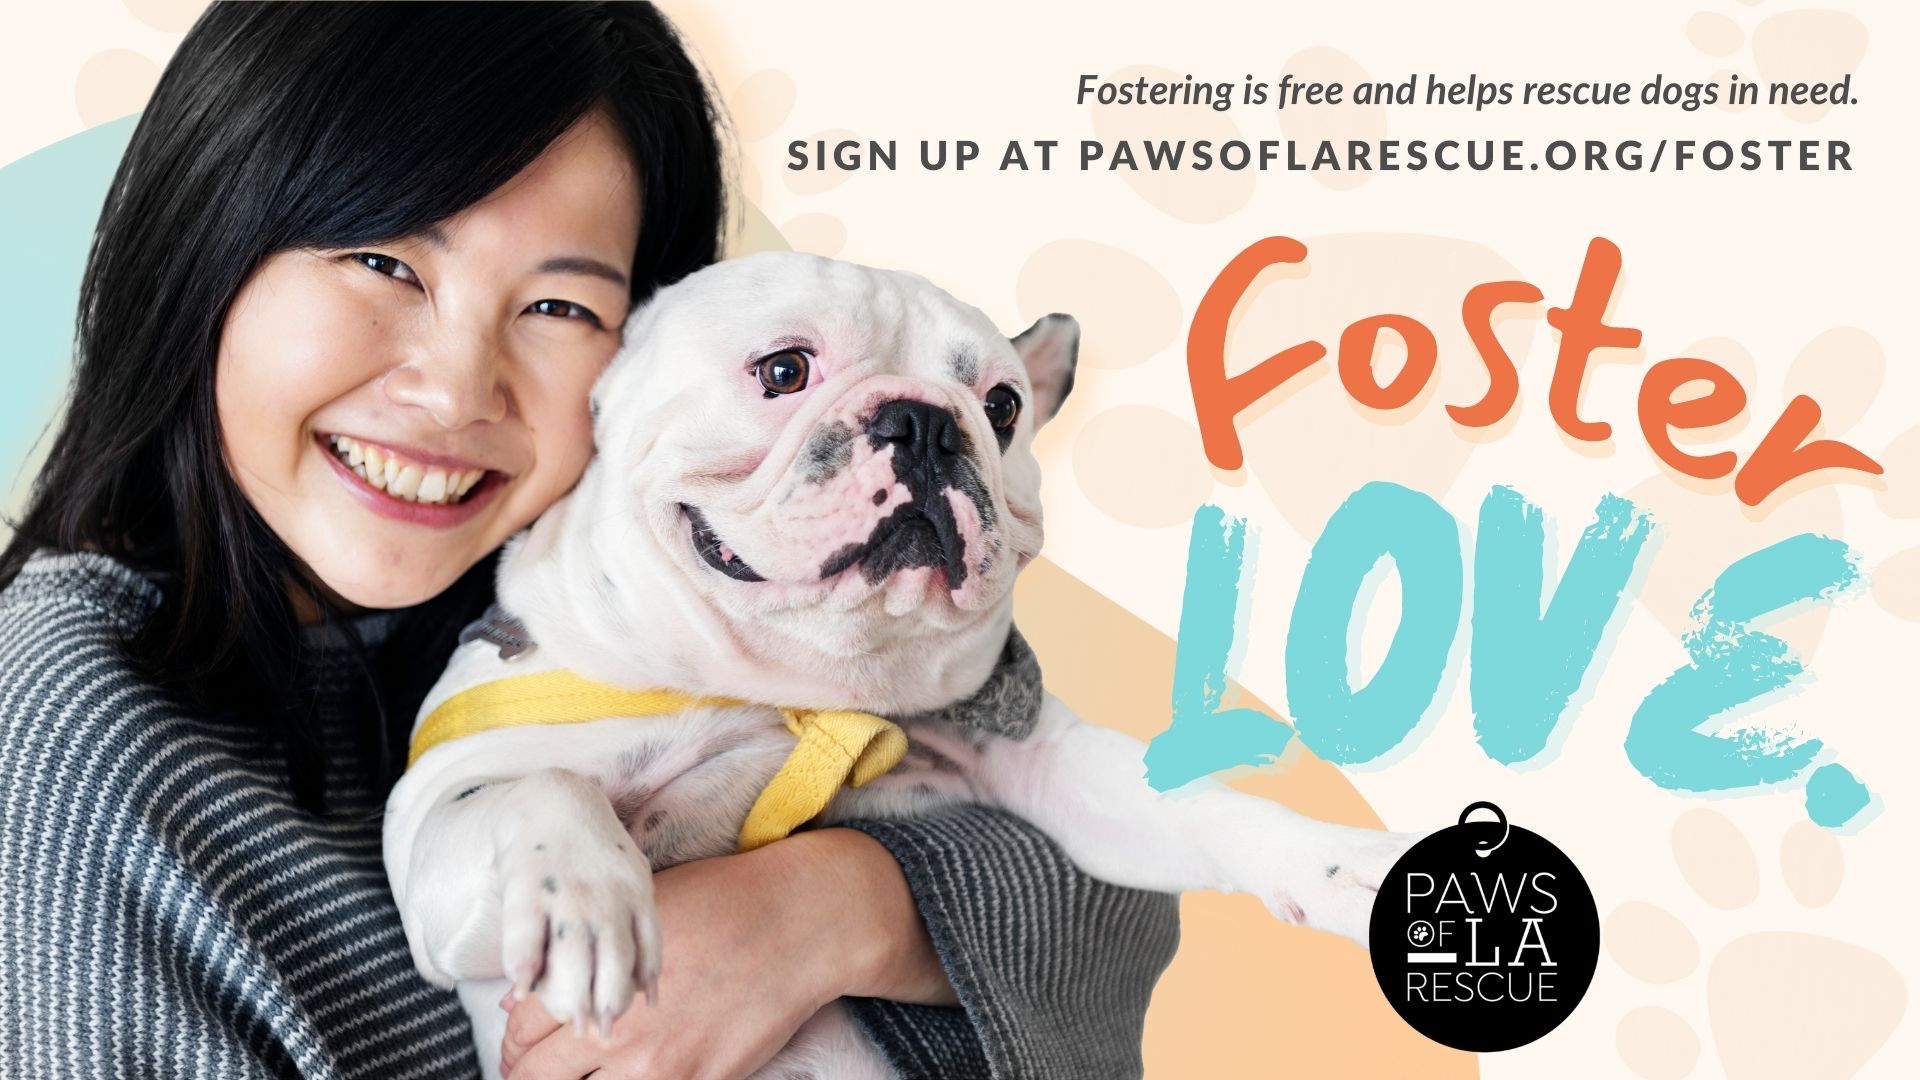 Fostering is free and helps rescue dogs in need.
SIGN UP AT PAWSOFLARESCUE.ORG/FOSTER
Foster
LOVE.
PAWS
OF LA
RESCUE